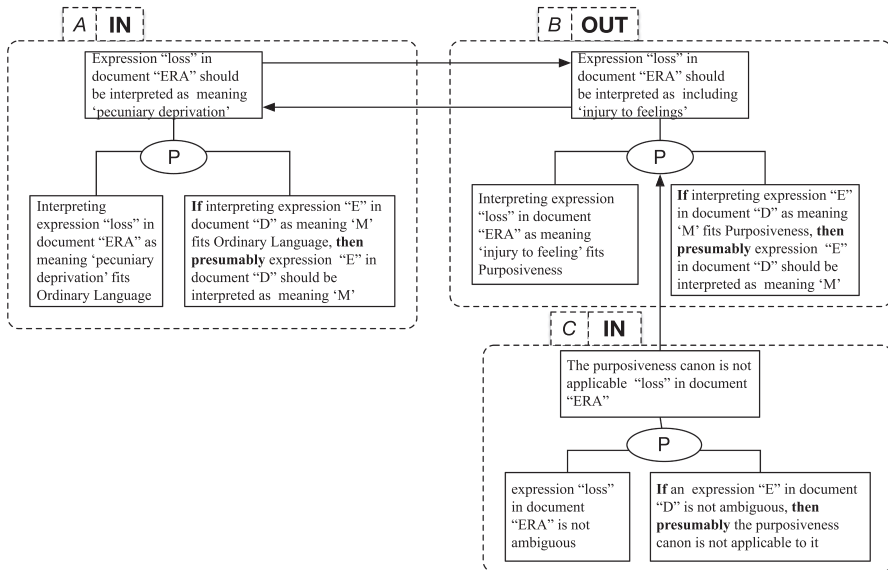 A IN
Expression “loss” in
document “ERA” should
be interpreted as meaning
‘pecuniary deprivation’
P
Interpreting
expression “loss” in
document “ERA” as
meaning ‘pecuniary
deprivation’ fits
Ordinary Language
If interpreting expression “E” in
document “D” as meaning ‘M’
fits Ordinary Language, then
presumably expression “E” in
document “D” should be
interpreted as meaning ‘M’
B OUT
Expression “loss” in
document “ERA” should
be interpreted as including
‘injury to feelings’
P
Interpreting expression
“loss” in document
“ERA” as meaning
‘injury to feeling’ fits
Purposiveness
If interpreting expression “E”
in document “D” as meaning
‘M’ fits Purposiveness, then
presumably expression “E”
in document “D” should be
interpreted as meaning ‘M’
C IN
The purposiveness canon is not
applicable “loss” in document
“ERA”
P
expression “loss”
in document
“ERA” is not
ambiguous
If an expression “E” in document
“D” is not ambiguous, then
presumably the purposiveness
canon is not applicable to it